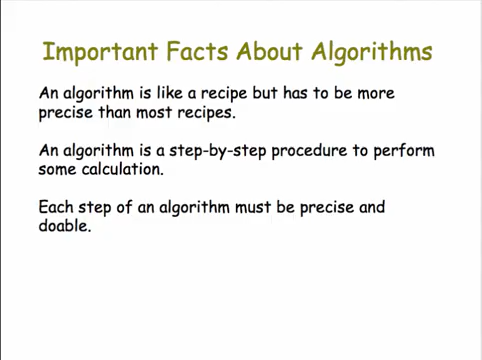 Important Facts About Algorithms
An algorithm is like a recipe but has to be more
precise than most recipes.
An algorithm is a step-by-step procedure to perform
some calculation.
Each step of an algorithm must be precise and
doable.